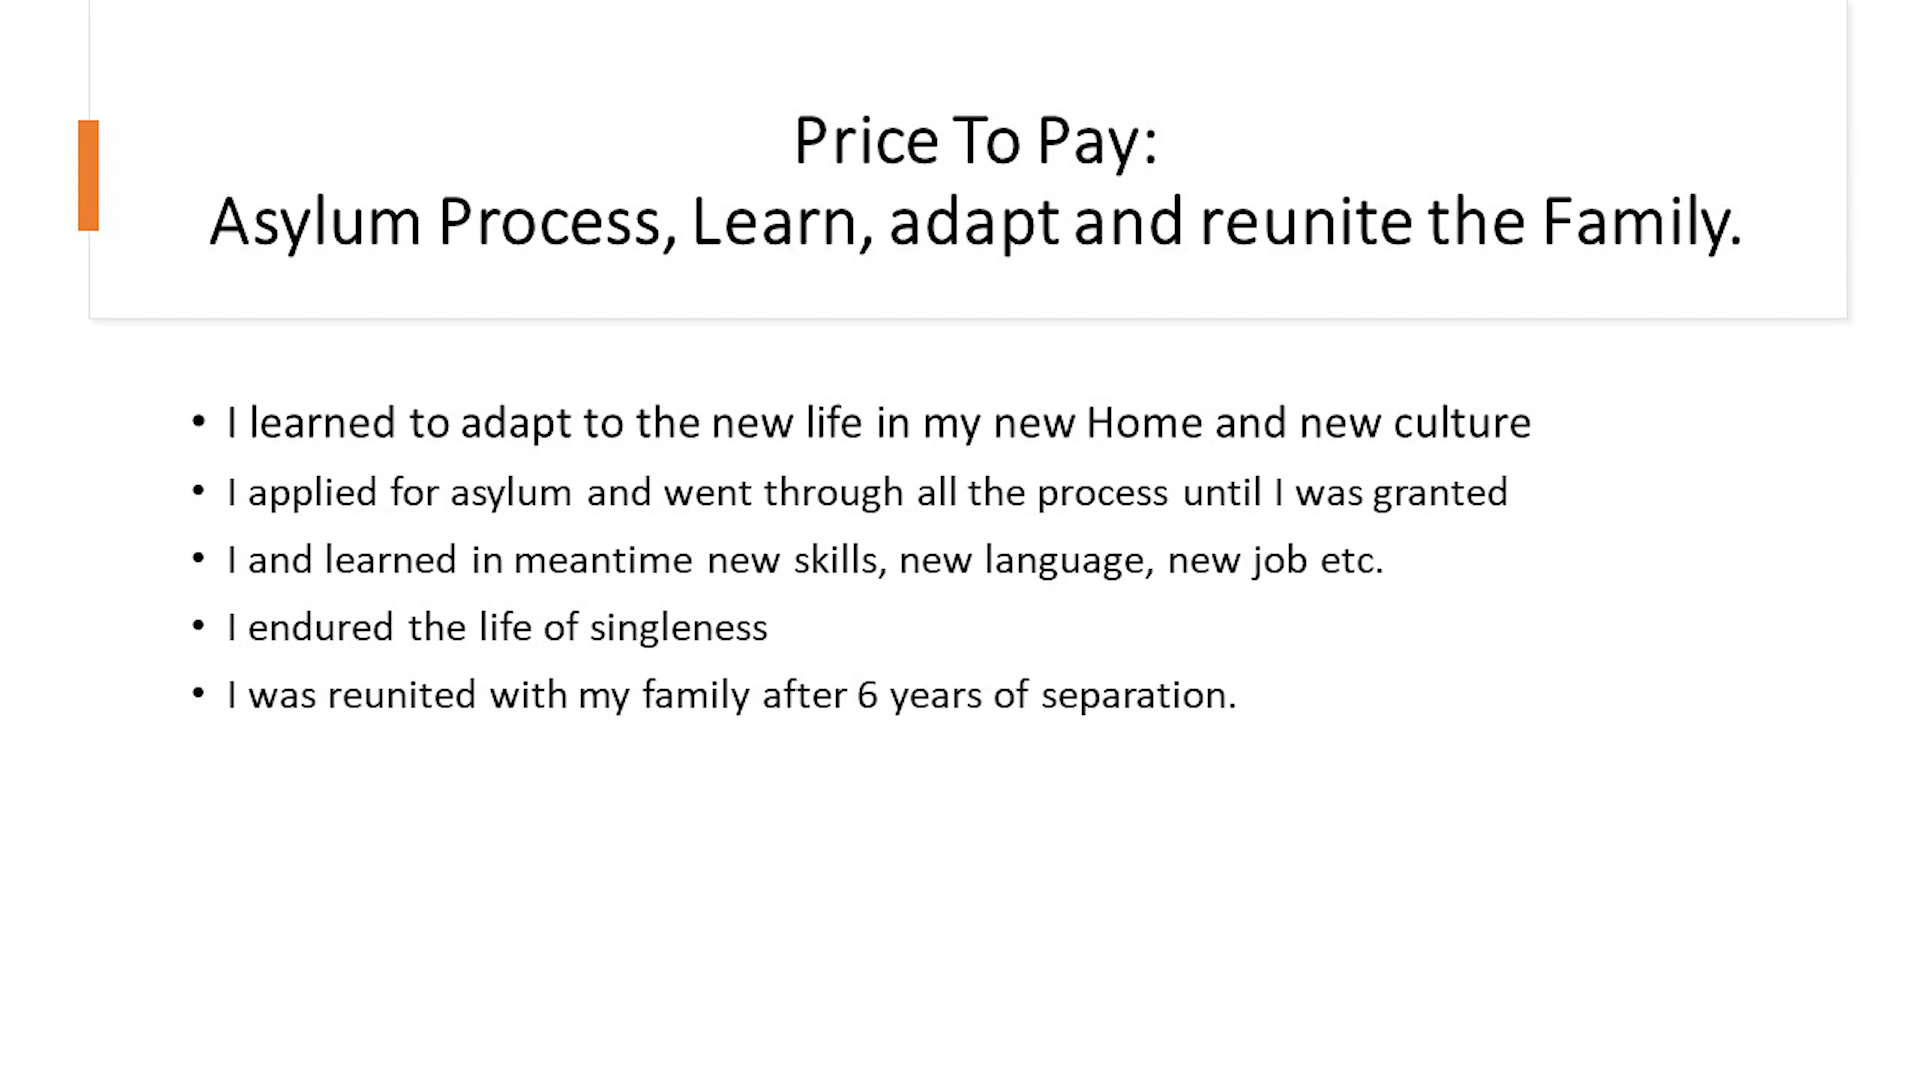 Price To Pay:
Asylum Process, Learn, adapt and reunite the Family.
• I learned to adapt to the new life in my new Home and new culture
• I applied for asylum and went through all the process until I was granted
• I and learned in meantime new skills, new language, new job etc.
• I endured the life of singleness
• I was reunited with my family after 6 years of separation.